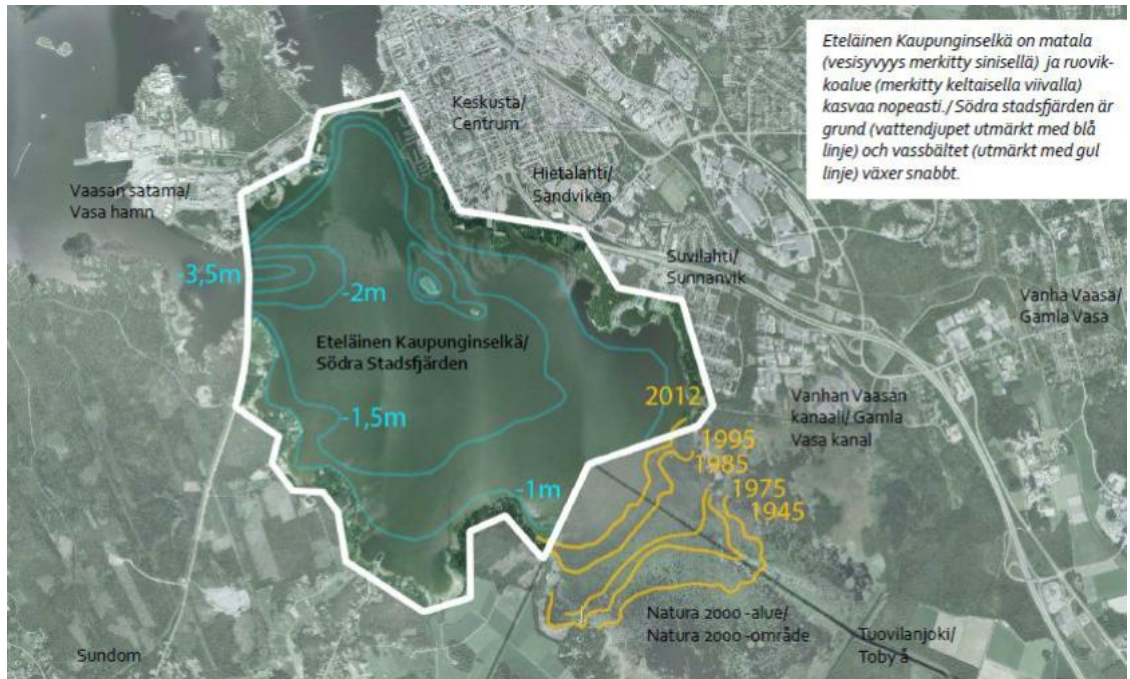 Eteläinen Kaupunginselkä on matala
(vesisyvyys merkitty sinisellä) ja ruovik-
koalue (merkitty keltaisella viivalla)
kasvaa nopeasti./ Södra stadsfjärden är
grund (vattendjupet utmärkt med blå
linje) och vassbältet (utmärkt med gul
linje) växer snabbt.
Keskusta/
Centrum
Vaasan satama/
Vasa hamn
Hietalahti/
Sandviken
Suvilahti/
Sunnanvik
Vanha Vaasa/
Gamla Vasa
-3,5m
-2m
Eteläinen Kaupunginselkä/
Södra Stadsfjärden
-1,5m
2012
Vanhan Vaasan
kanaali/ Gamla
Vasa kanal
1995
1985
1975
1945
-1m
Natura 2000 -alue/
Natura 2000 -område
Tuovilanjoki/
Toby å
Sundom